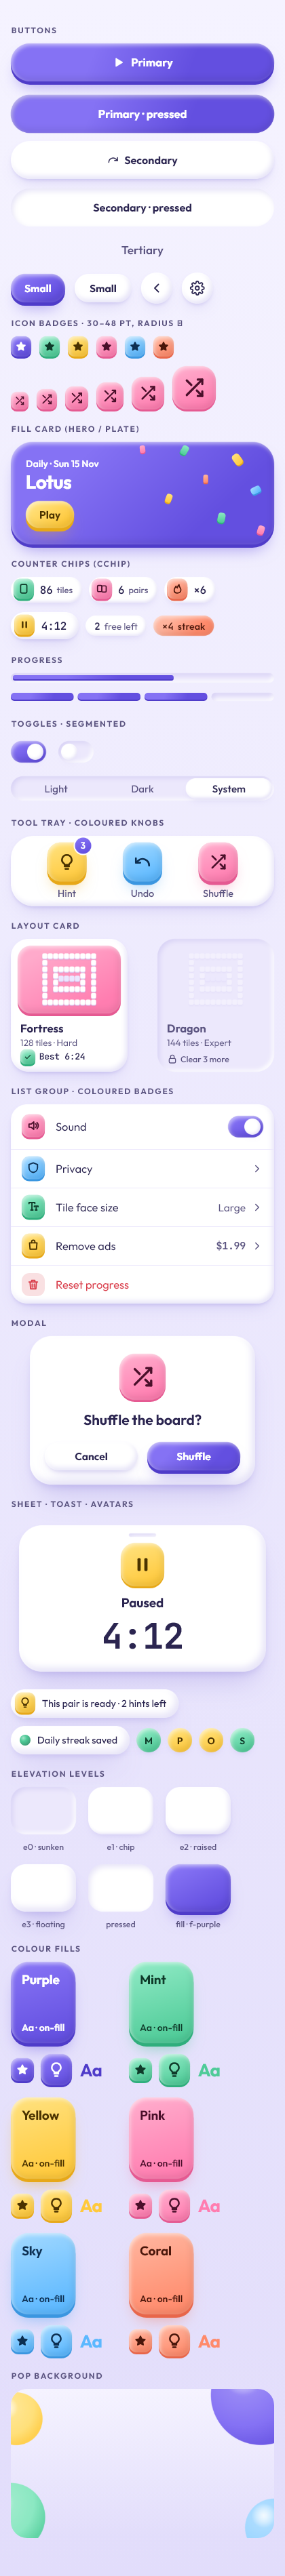 BUTTONS
Primary
Primary · pressed
Secondary
Secondary · pressed
Tertiary
Small
Small
ICON BADGES · 30–48 PT, RADIUS
FILL CARD (HERO / PLATE)
Daily · Sun 15 Nov
Lotus
Play
COUNTER CHIPS (CCHIP)
86 tiles
6 pairs
×6
4:12
2 free left
×4 streak
PROGRESS
TOGGLES · SEGMENTED
Light
Dark
System
TOOL TRAY · COLOURED KNOBS
3
Hint
Undo
Shuffle
LAYOUT CARD
Fortress
128 tiles · Hard
Best 6:24
Dragon
144 tiles · Expert
Clear 3 more
LIST GROUP · COLOURED BADGES
Sound
Privacy
Tile face size
Large
Remove ads
$1.99
Reset progress
MODAL
Shuffle the board?
Cancel
Shuffle
SHEET · TOAST · AVATARS
Paused
4:12
This pair is ready · 2 hints left
Daily streak saved
M
P
O
S
ELEVATION LEVELS
e0 · sunken
e1 · chip
e2 · raised
e3 · floating
pressed
fill · f-purple
COLOUR FILLS
Purple
Aa · on-fill
Mint
Aa · on-fill
Aa
Aa
Yellow
Aa · on-fill
Pink
Aa · on-fill
Aa
Aa
Sky
Aa · on-fill
Coral
Aa · on-fill
Aa
Aa
POP BACKGROUND